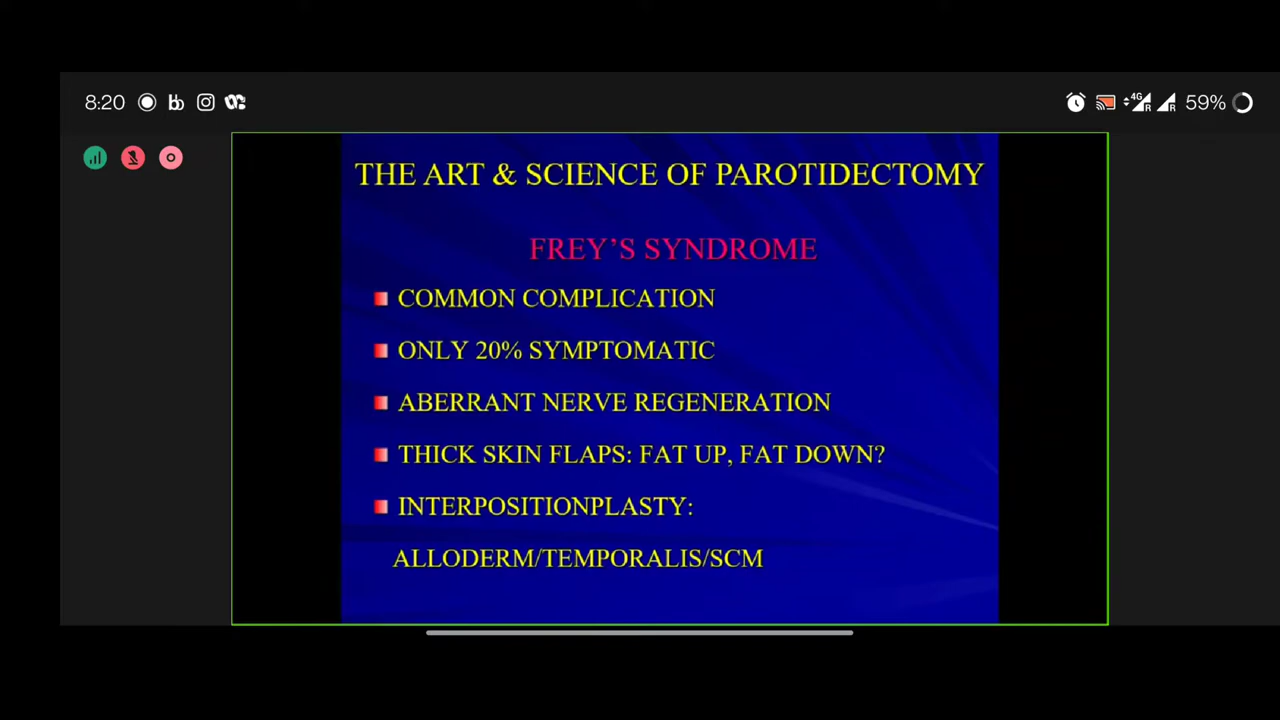 8:20
4G
R
R
59%
THE ART & SCIENCE OF PAROTIDECTOMY
FREY'S SYNDROME
COMMON COMPLICATION
ONLY 20% SYMPTOMATIC
ABERRANT NERVE REGENERATION
THICK SKIN FLAPS: FAT UP, FAT DOWN?
INTERPOSITIONPLASTY:
ALLODERM/TEMPORALIS/SCM